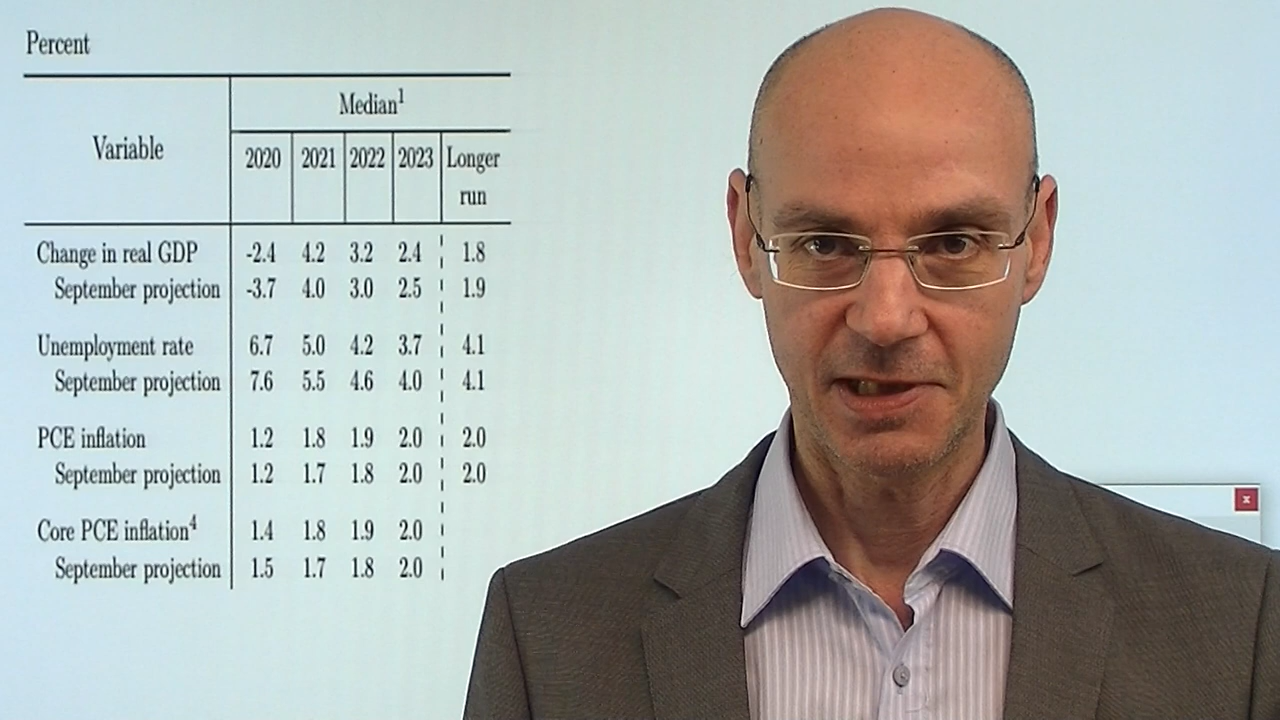 Percent
Variable
Median¹
2020 2021 2022 2023 Longer
run
Change in real GDP -2.4 4.2 3.2 2.4 1.8
September projection -3.7 4.0 3.0 2.5 1.9
Unemployment rate 6.7 5.0 4.2 3.7 4.1
September projection 7.6 5.5 4.6 4.0 4.1
PCE inflation 1.2 1.8 1.9 2.0 2.0
September projection 1.2 1.7 1.8 2.0 2.0
Core PCE inflation⁴ 1.4 1.8 1.9 2.0
September projection 1.5 1.7 1.8 2.0
x